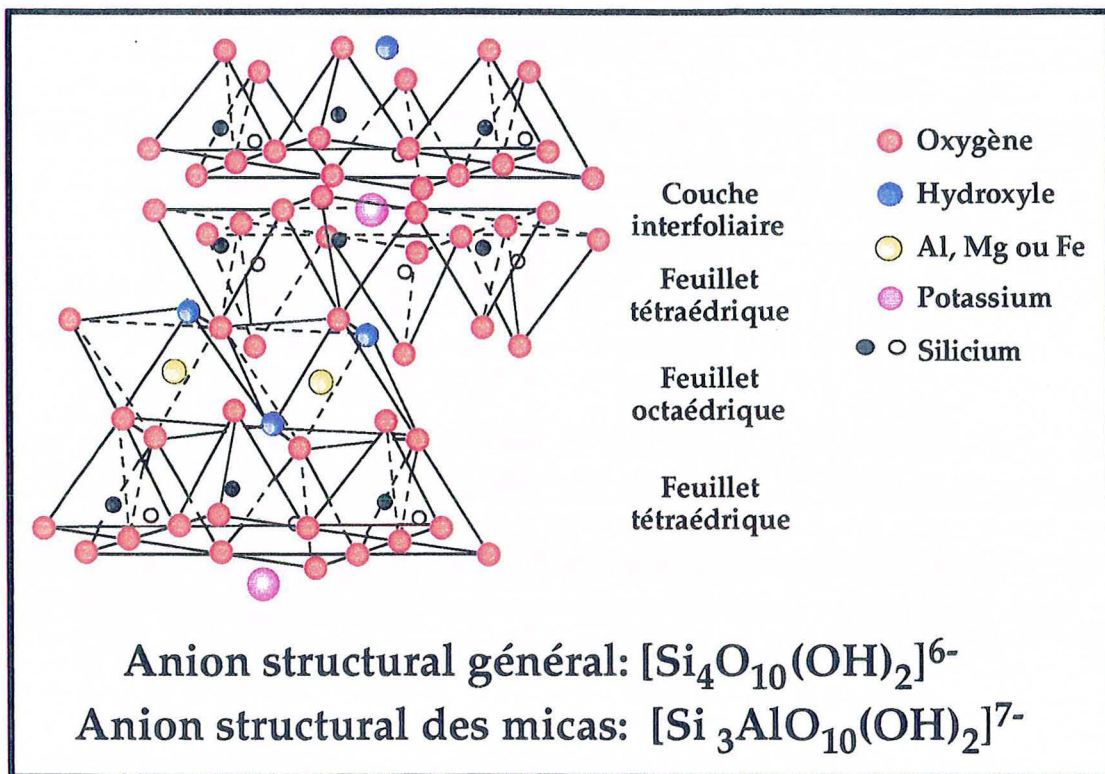 Oxygène
Couche
interfoliaire
Hydroxyle
Al, Mg ou Fe
Feuillet
tétraédrique
Potassium
Silicium
Feuillet
octaédrique
Feuillet
tétraédrique
Anion structural général: [Si₄O₁₀(OH)₂]⁶⁻
Anion structural des micas: [Si ₃AlO₁₀(OH)₂]⁷⁻